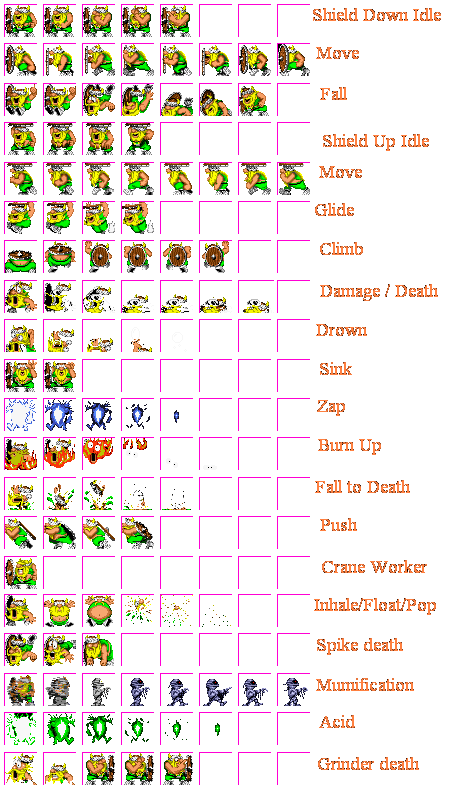 Shield Down Idle
Move
Fall
Shield Up Idle
Move
Glide
Climb
Damage / Death
Drown
Sink
Zap
Burn Up
Fall to Death
Push
Crane Worker
Inhale/Float/Pop
Spike death
Mumification
Acid
Grinder death